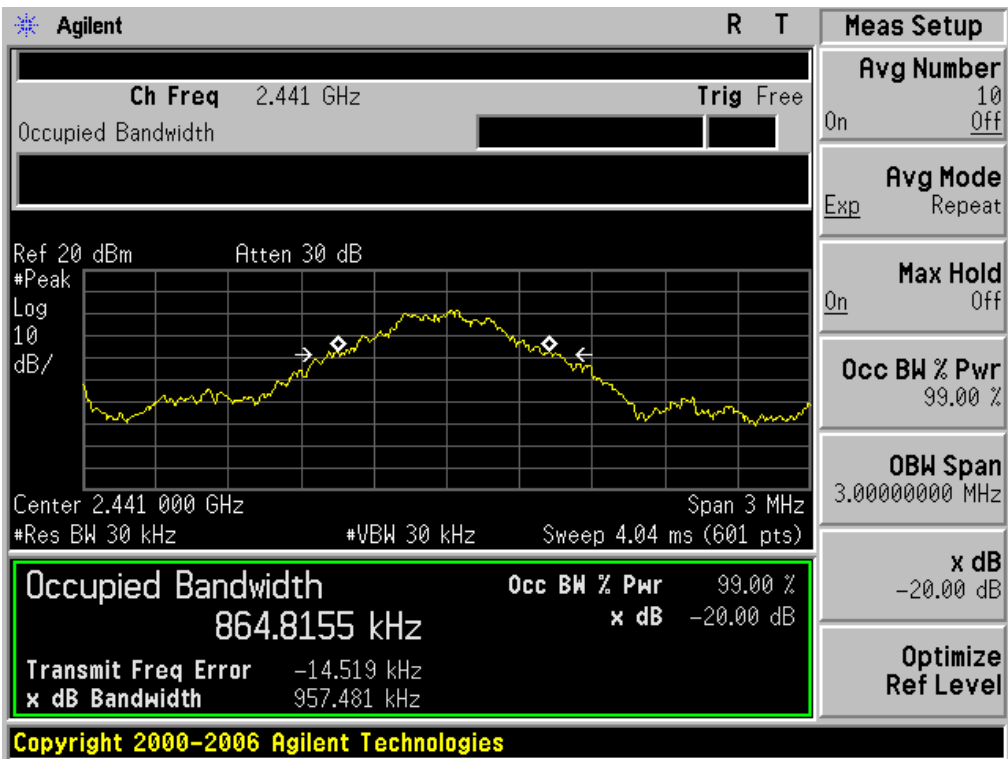 Agilent R T
Ch Freq 2.441 GHz Trig Free
Occupied Bandwidth
Ref 20 dBm Atten 30 dB
#Peak
Log
10
dB/
Center 2.441 000 GHz Span 3 MHz
#Res BW 30 kHz #VBW 30 kHz Sweep 4.04 ms (601 pts)
Occupied Bandwidth Occ BW % Pwr 99.00 %
864.8155 kHz x dB -20.00 dB
Transmit Freq Error -14.519 kHz
x dB Bandwidth 957.481 kHz
Copyright 2000-2006 Agilent Technologies
Meas Setup
Avg Number
10
On Off
Avg Mode
Exp Repeat
Max Hold
On Off
Occ BW % Pwr
99.00 %
OBW Span
3.00000000 MHz
x dB
-20.00 dB
Optimize
Ref Level